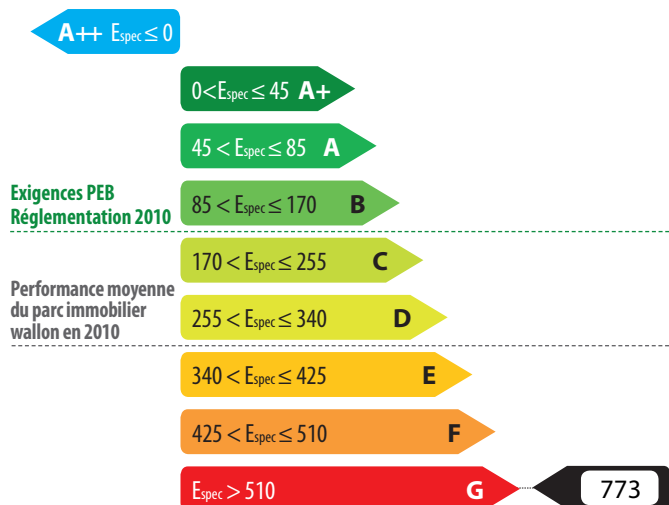 A++ Espec ≤ 0
0<Espec ≤ 45 A+
45 < Espec ≤ 85 A
Exigences PEB
Réglementation 2010
85 < Espec ≤ 170 B
170 < Espec ≤ 255 C
Performance moyenne
du parc immobilier
wallon en 2010
255 < Espec ≤ 340 D
340 < Espec ≤ 425 E
425 < Espec ≤ 510 F
Espec > 510 G 773